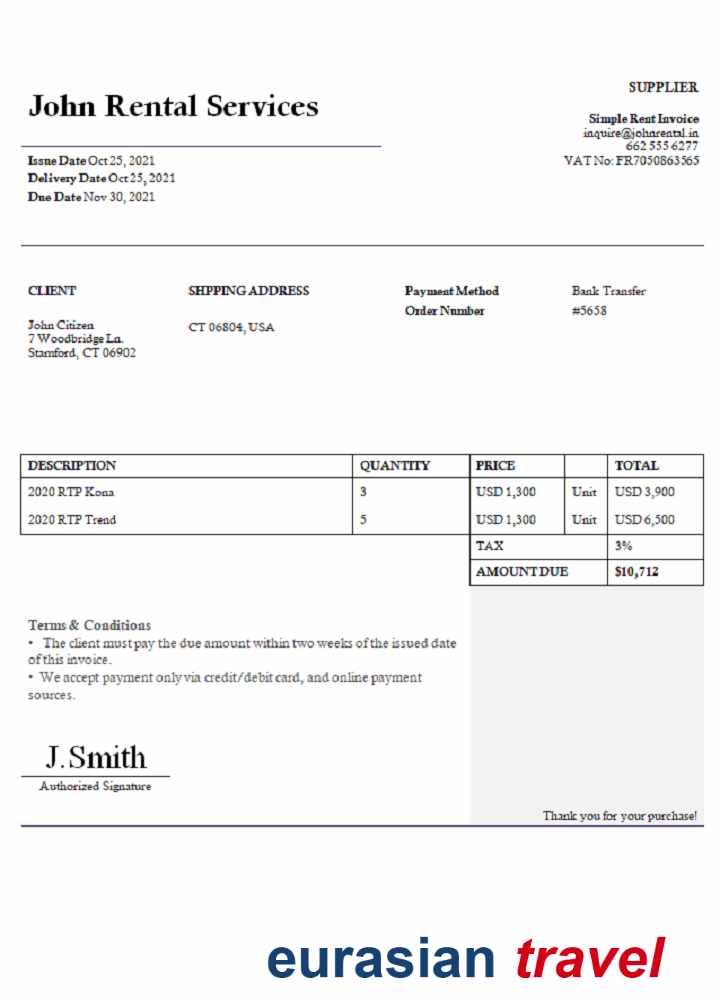 SUPPLIER
John Rental Services
Simple Rent Invoice
inquire@johnrental.in
662 555 6277
VAT No: FR7050863565
Issue Date Oct 25, 2021
Delivery Date Oct 25, 2021
Due Date Nov 30, 2021
CLIENT SHPPING ADDRESS Payment Method Bank Transfer
Order Number #5658
John Citizen
CT 06804, USA
7 Woodbridge Ln.
Stamford, CT 06902
DESCRIPTION QUANTITY PRICE TOTAL
2020 RTP Kona 3 USD 1,300 Unit USD 3,900
2020 RTP Trend 5 USD 1,300 Unit USD 6,500
TAX 3%
AMOUNT DUE $10,712
Terms & Conditions
• The client must pay the due amount within two weeks of the issued date
of this invoice.
• We accept payment only via credit/debit card, and online payment
sources.
J. Smith
Authorized Signature
Thank you for your purchase!
eurasian travel